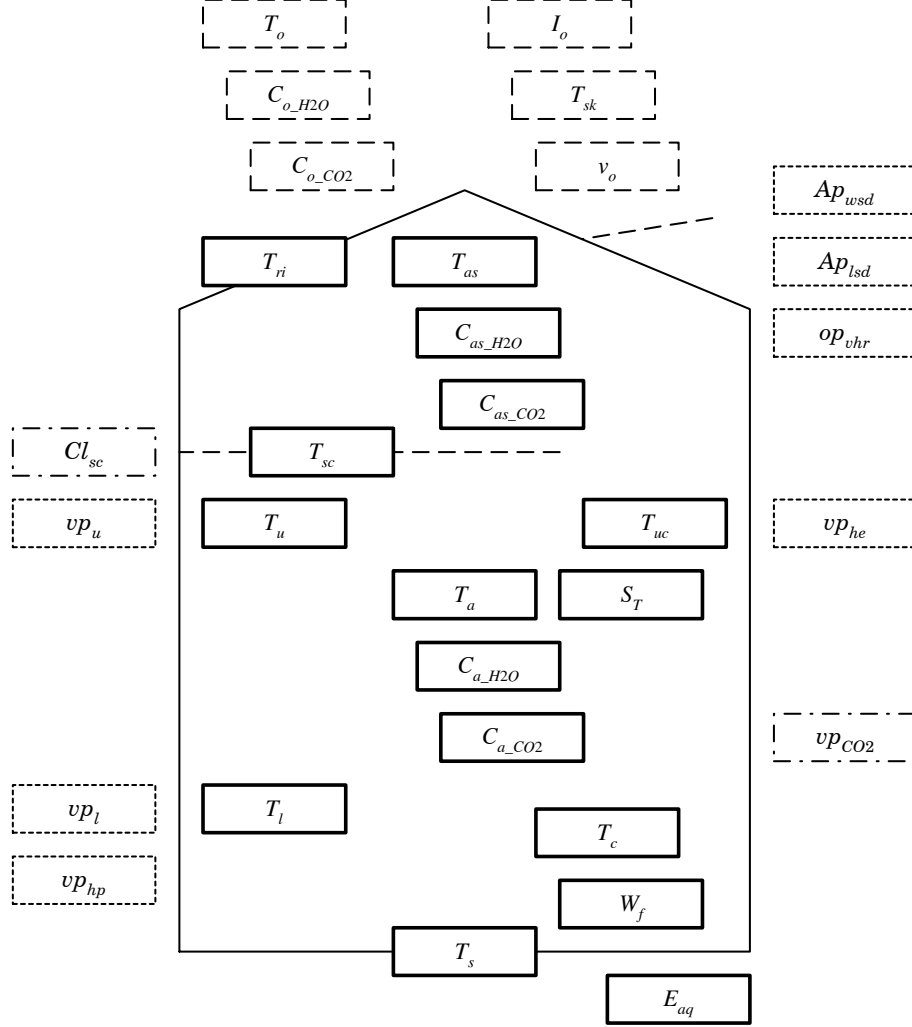 T_o I_o
C_o_H2O T_sk
C_o_CO2 v_o
Ap_wsd
T_ri T_as Ap_lsd
C_as_H2O op_vhr
C_as_CO2
Cl_sc T_sc
vp_u T_u T_uc vp_he
T_a S_T
C_a_H2O
C_a_CO2 vp_CO2
vp_l T_l
T_c
vp_hp W_f
T_s
E_aq